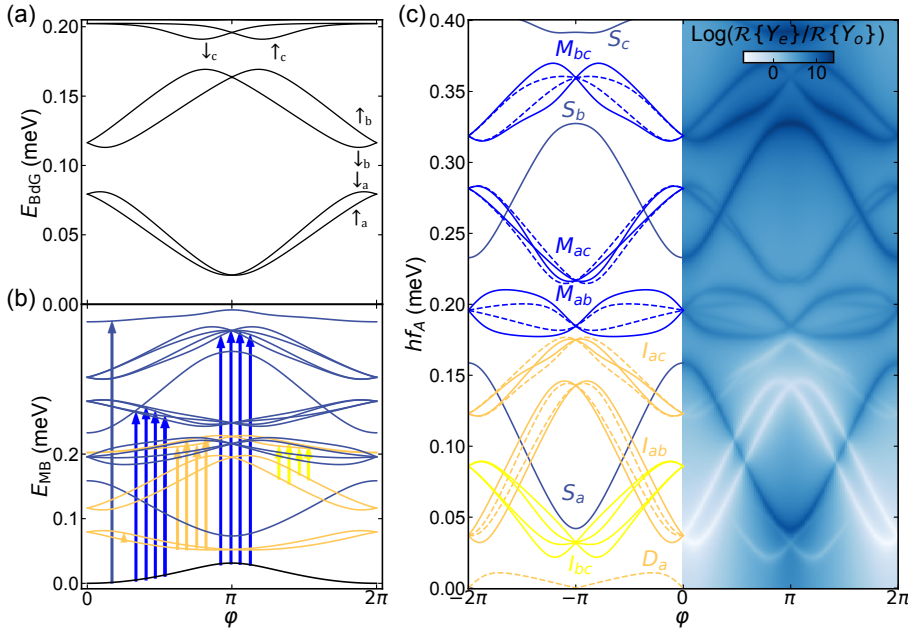 (a)
0.20
0.15
0.10
0.05
0.00
E_BdG (meV)
↓c
↑c
↑b
↓b
↓a
↑a
(b)
0.2
0.1
0.0
E_MB (meV)
0
π
2π
φ
(c)
0.40
0.35
0.30
0.25
0.20
0.15
0.10
0.05
0.00
hf_A (meV)
S_c
M_bc
S_b
M_ac
M_ab
I_ac
I_ab
S_a
I_bc
D_a
Log(ℛ{Y_e}/ℛ{Y_o})
0
10
−2π
−π
0
π
2π
φ